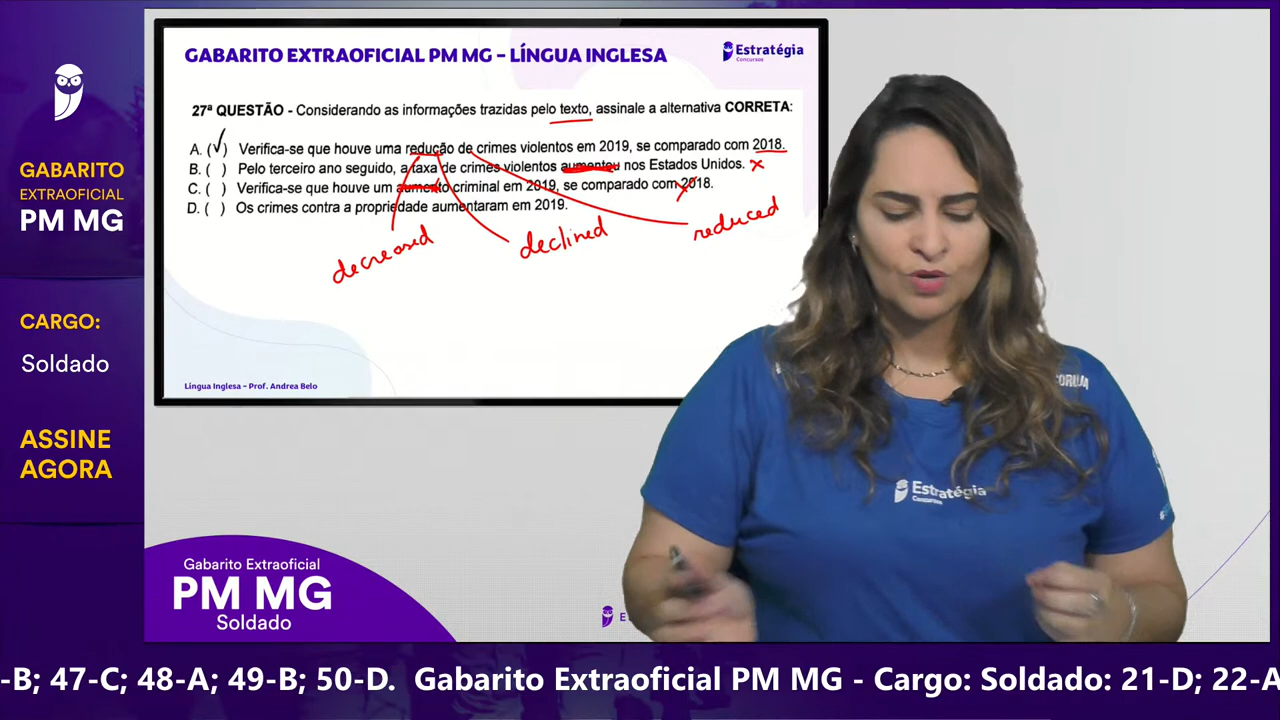 GABARITO EXTRAOFICIAL PM MG – LÍNGUA INGLESA
Estratégia
Concursos
27ª QUESTÃO - Considerando as informações trazidas pelo texto, assinale a alternativa CORRETA:
A. (✓) Verifica-se que houve uma redução de crimes violentos em 2019, se comparado com 2018.
B. ( ) Pelo terceiro ano seguido, a taxa de crimes violentos aumentou nos Estados Unidos. x
C. ( ) Verifica-se que houve um aumento criminal em 2019, se comparado com 2018.
D. ( ) Os crimes contra a propriedade aumentaram em 2019.
decreased
declined
reduced
Lingua Inglesa – Prof. Andrea Belo
GABARITO
EXTRAOFICIAL
PM MG
CARGO:
Soldado
ASSINE
AGORA
Estratégia
Concursos
Gabarito Extraoficial
PM MG
Soldado
-B; 47-C; 48-A; 49-B; 50-D. Gabarito Extraoficial PM MG - Cargo: Soldado: 21-D; 22-A